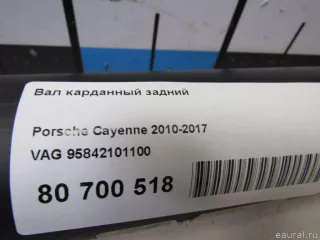 Вал карданный задний
Porsche Cayenne 2010-2017
VAG 95842101100
80 700 518
eaural.ru